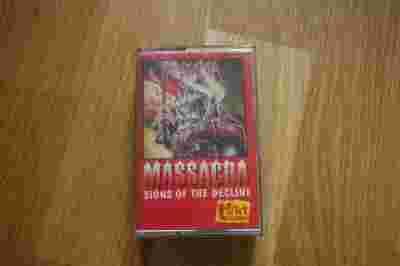 MASSACRA
SIGNS OF THE DECLINE